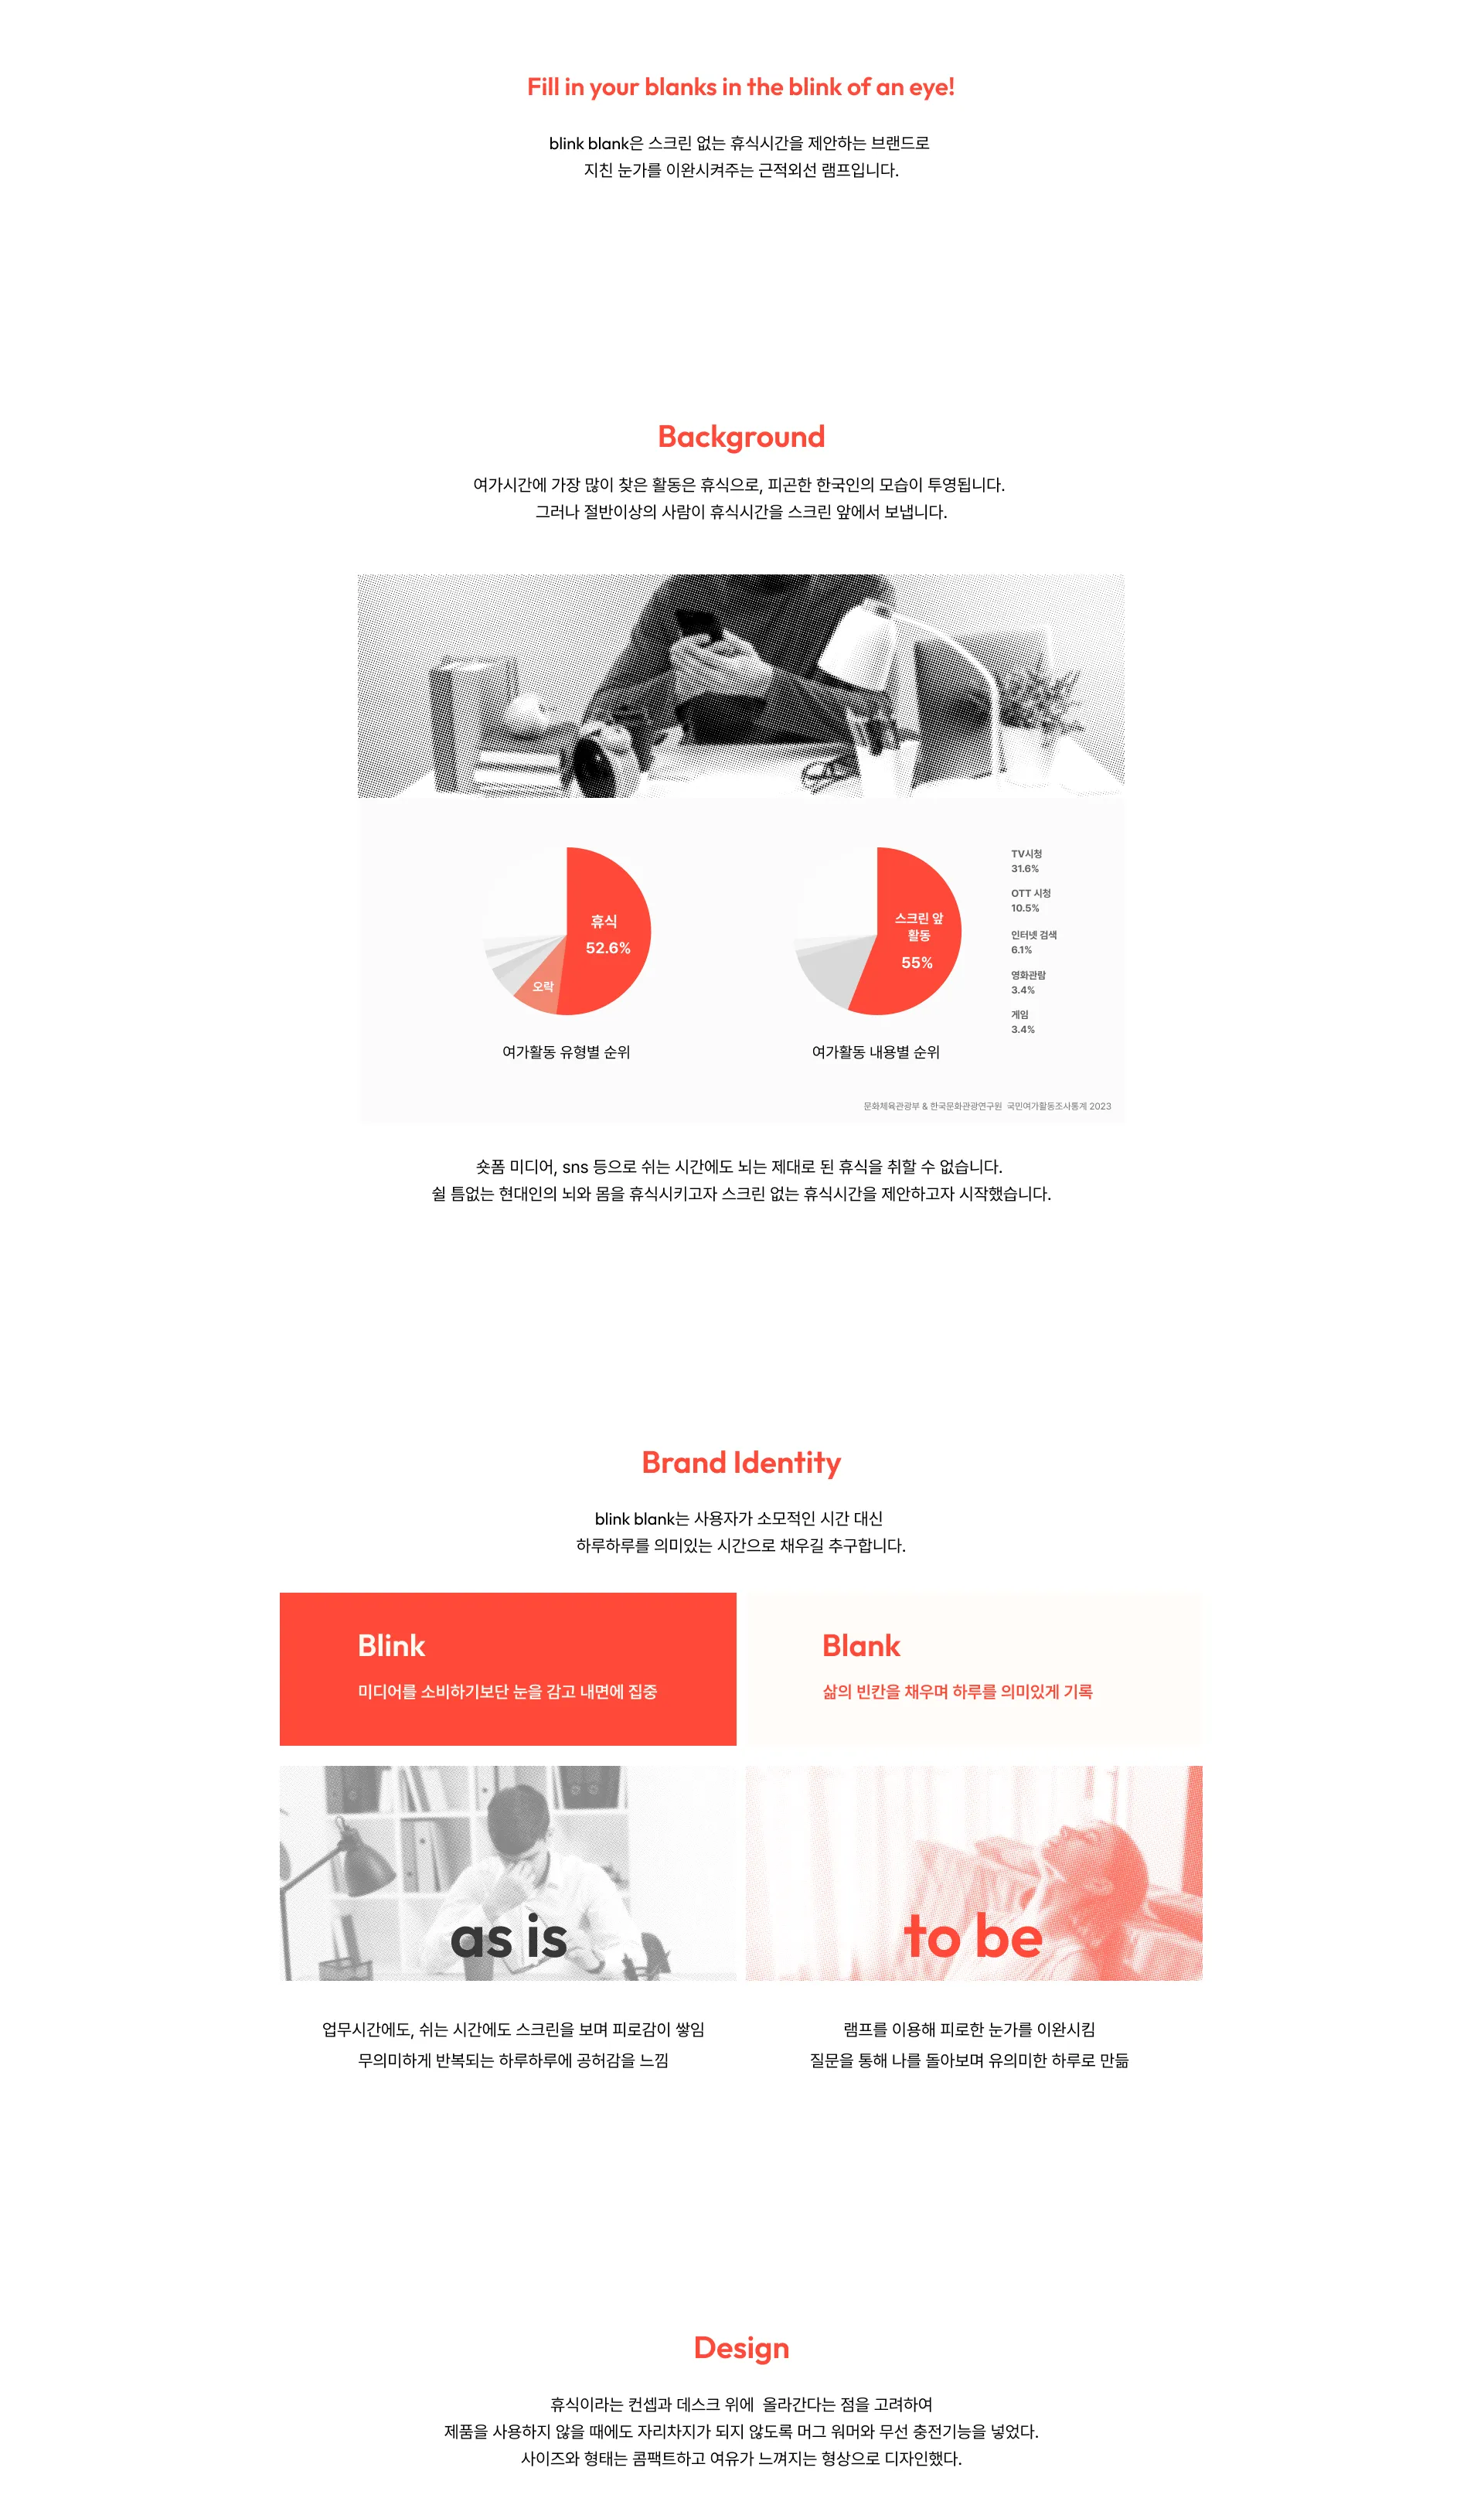 Fill in your blanks in the blink of an eye!
blink blank은 스크린 없는 휴식시간을 제안하는 브랜드로
지친 눈가를 이완시켜주는 근적외선 램프입니다.
Background
여가시간에 가장 많이 찾은 활동은 휴식으로, 피곤한 한국인의 모습이 투영됩니다.
그러나 절반이상의 사람이 휴식시간을 스크린 앞에서 보냅니다.
휴식
52.6%
오락
여가활동 유형별 순위
스크린 앞
활동
55%
여가활동 내용별 순위
TV시청
31.6%
OTT 시청
10.5%
인터넷 검색
6.1%
영화관람
3.4%
게임
3.4%
문화체육관광부 & 한국문화관광연구원 국민여가활동조사통계 2023
숏폼 미디어, sns 등으로 쉬는 시간에도 뇌는 제대로 된 휴식을 취할 수 없습니다.
쉴 틈없는 현대인의 뇌와 몸을 휴식시키고자 스크린 없는 휴식시간을 제안하고자 시작했습니다.
Brand Identity
blink blank는 사용자가 소모적인 시간 대신
하루하루를 의미있는 시간으로 채우길 추구합니다.
Blink
미디어를 소비하기보단 눈을 감고 내면에 집중
Blank
삶의 빈칸을 채우며 하루를 의미있게 기록
as is
to be
업무시간에도, 쉬는 시간에도 스크린을 보며 피로감이 쌓임
무의미하게 반복되는 하루하루에 공허감을 느낌
램프를 이용해 피로한 눈가를 이완시킴
질문을 통해 나를 돌아보며 유의미한 하루로 만듦
Design
휴식이라는 컨셉과 데스크 위에 올라간다는 점을 고려하여
제품을 사용하지 않을 때에도 자리차지가 되지 않도록 머그 워머와 무선 충전기능을 넣었다.
사이즈와 형태는 콤팩트하고 여유가 느껴지는 형상으로 디자인했다.